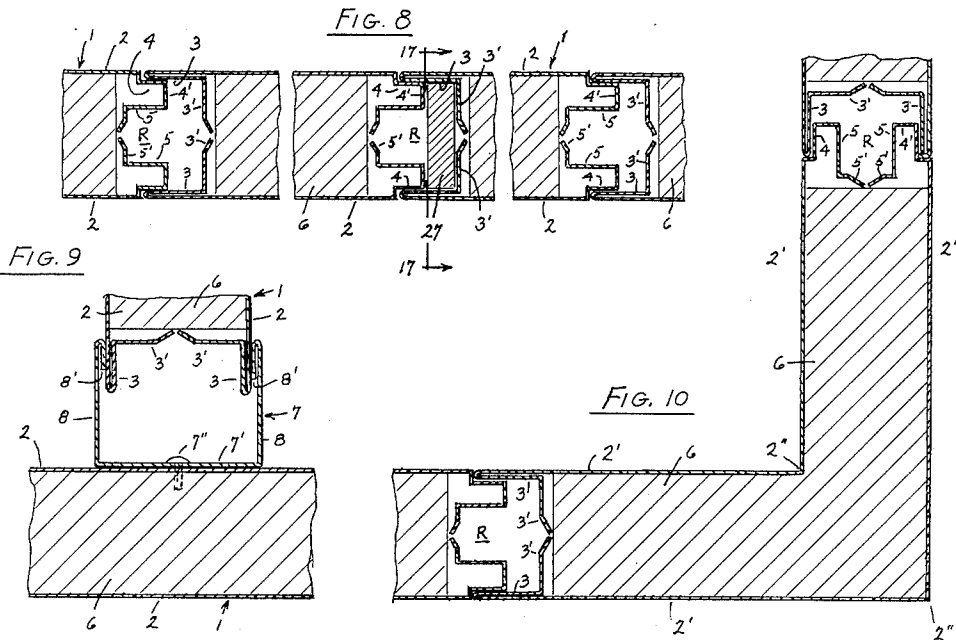 FIG. 8
1 2 4 3
17 3 3'
2 1
4' 3' 4 4' 3' 3 3' 3
5 R 3' 5' R 5 5' 3' 4 5 R 5 4'
5' 5 3' 5' 5'
3 4 3' 4 3
2 6 2 27 2 6
17
FIG. 9
2' 2'
6 1
2 2
3' 3'
8' 3 3 8'
8 7
7" 7' 8
2
6
FIG. 10
2' 6 2"
3'
R 3'
3'
3
6 2 1
2' 2"